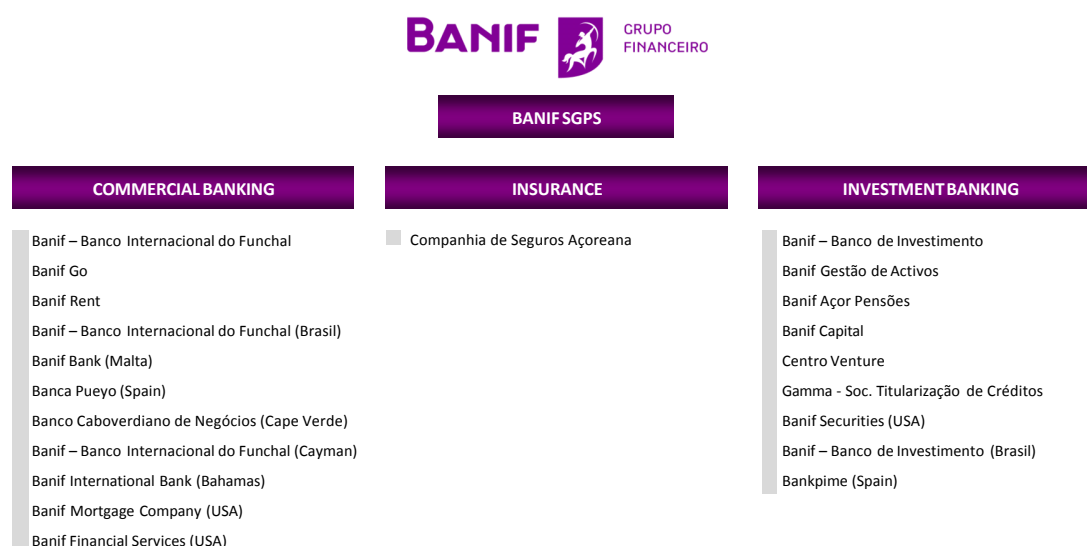 BANIF
GRUPO
FINANCEIRO
BANIF SGPS
COMMERCIAL BANKING
Banif – Banco Internacional do Funchal
Banif Go
Banif Rent
Banif – Banco Internacional do Funchal (Brasil)
Banif Bank (Malta)
Banca Pueyo (Spain)
Banco Caboverdiano de Negócios (Cape Verde)
Banif – Banco Internacional do Funchal (Cayman)
Banif International Bank (Bahamas)
Banif Mortgage Company (USA)
Banif Financial Services (USA)
INSURANCE
Companhia de Seguros Açoreana
INVESTMENT BANKING
Banif – Banco de Investimento
Banif Gestão de Activos
Banif Açor Pensões
Banif Capital
Centro Venture
Gamma - Soc. Titularização de Créditos
Banif Securities (USA)
Banif – Banco de Investimento (Brasil)
Bankpime (Spain)